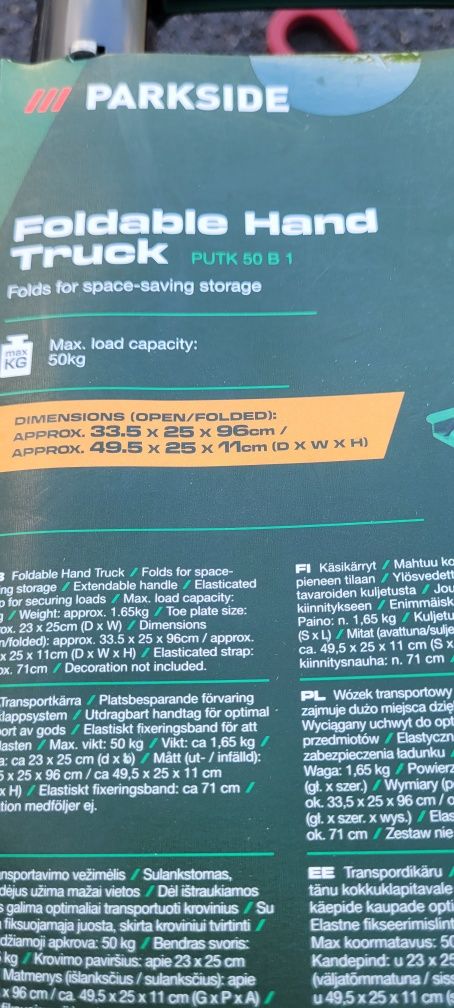 PARKSIDE
Foldable Hand
Truck PUTK 50 B 1
Folds for space-saving storage
max KG
Max. load capacity:
50kg
DIMENSIONS (OPEN/FOLDED):
APPROX. 33.5 x 25 x 96cm /
APPROX. 49.5 x 25 x 11cm (D X W X H)
Foldable Hand Truck / Folds for space-
ing storage / Extendable handle / Elasticated
for securing loads / Max. load capacity:
/ Weight: approx. 1.65kg / Toe plate size:
ox. 23 x 25cm (D x W) / Dimensions
n/folded): approx. 33.5 x 25 x 96cm / approx.
x 25 x 11cm (D x W x H) / Elasticated strap:
ox. 71cm / Decoration not included.
Transportkärra / Platsbesparande förvaring
klappsystem / Utdragbart handtag för optimal
port av gods / Elastiskt fixeringsband för att
lasten / Max. vikt: 50 kg / Vikt: ca 1,65 kg /
a: ca 23 x 25 cm (d x b) / Mått (ut- / infälld):
5 x 25 x 96 cm / ca 49,5 x 25 x 11 cm
x H) / Elastiskt fixeringsband: ca 71 cm /
tion medföljer ej.
nsportavimo vežimėlis / Sulankstomas,
dėjus užima mažai vietos / Dėl ištraukiamos
s galima optimaliai transportuoti krovinius / Su
fiksuojamąja juosta, skirta kroviniui tvirtinti /
džiamoji apkrova: 50 kg / Bendras svoris:
kg / Krovimo paviršius: apie 23 x 25 cm
Matmenys (išlanksčius / sulanksčius): apie
x 96 cm / ca. 49,5 x 25 x 11 cm (G x P x A) /
FI Käsikärryt / Mahtuu ko
pieneen tilaan / Ylösvedett
tavaroiden kuljetusta / Jou
kiinnitykseen / Enimmäisk
Paino: n. 1,65 kg / Kuljetu
(S x L) / Mitat (avattuna/sulje
ca. 49,5 x 25 x 11 cm (S x
kiinnitysnauha: n. 71 cm /
PL Wózek transportowy
zajmuje dużo miejsca dzię
Wyciągany uchwyt do opt
przedmiotów / Elastyczn
zabezpieczenia ładunku /
Waga: 1,65 kg / Powierz
(gł. x szer.) / Wymiary (p
ok. 33,5 x 25 x 96 cm / o
(gł. x szer. x wys.) / Elas
ok. 71 cm / Zestaw nie
EE Transpordikäru /
tänu kokkuklapitavale
käepide kaupade opti
Elastne fikseerimislint
Max koormatavus: 50
Kandepind: u 23 x 25
(väljatõmmatuna / siss
u 49,5 x 25 x 11 cm (S